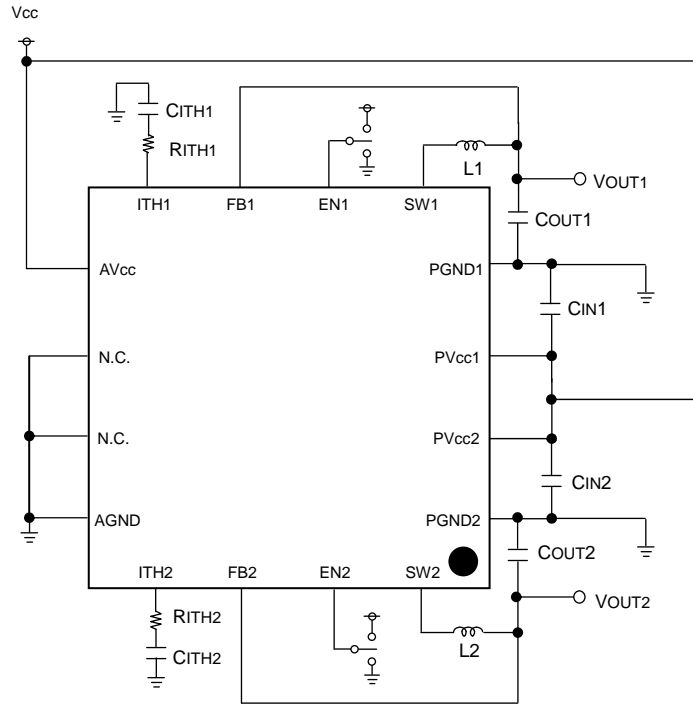 Vcc
CITH1
RITH1
L1
VOUT1
ITH1
FB1
EN1
SW1
COUT1
AVcc
PGND1
CIN1
N.C.
PVcc1
N.C.
PVcc2
CIN2
AGND
PGND2
COUT2
ITH2
FB2
EN2
SW2
RITH2
VOUT2
CITH2
L2